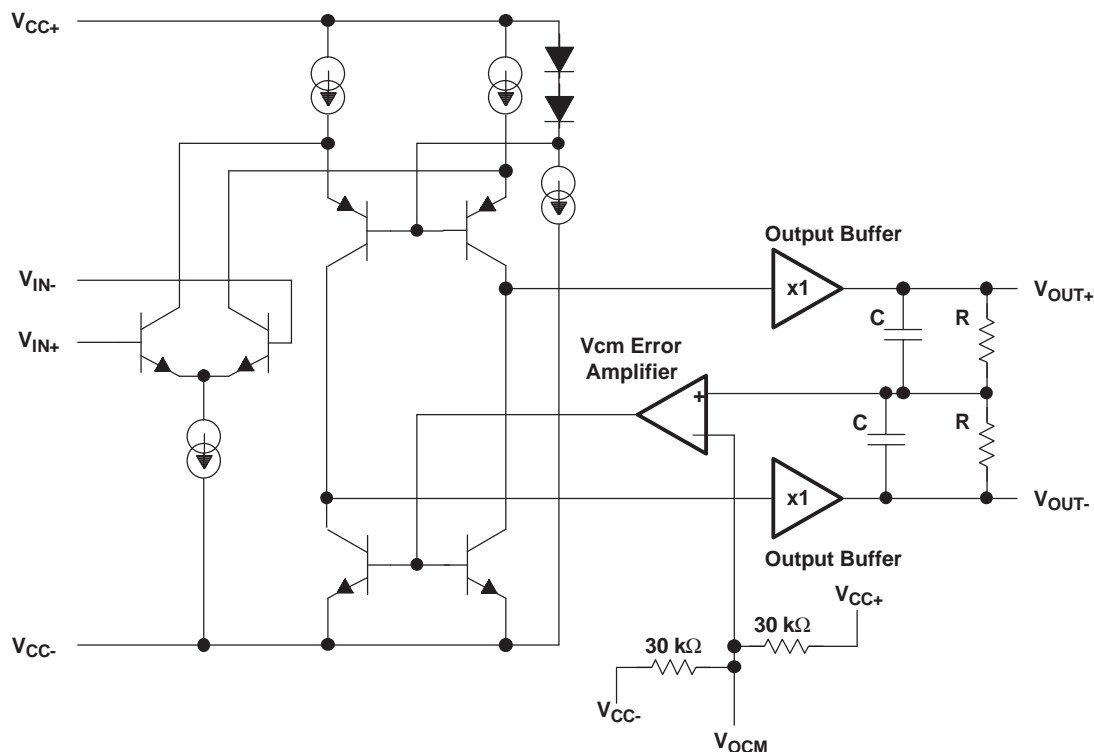 VCC+
Output Buffer
VIN-
x1
VOUT+
C
R
VIN+
Vcm Error
Amplifier
+
C
R
x1
VOUT-
Output Buffer
VCC+
30 kΩ
VCC-
30 kΩ
VCC-
VOCM